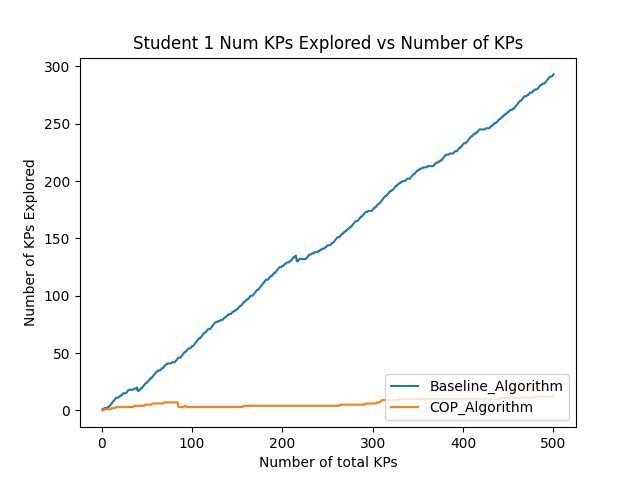 Student 1 Num KPs Explored vs Number of KPs
300
250
200
150
100
50
0
Number of KPs Explored
Baseline_Algorithm
COP_Algorithm
0 100 200 300 400 500
Number of total KPs